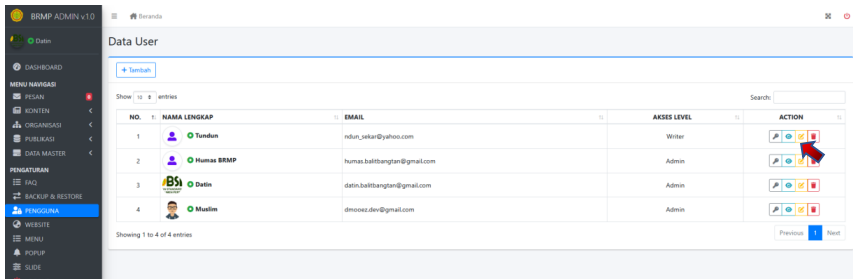 BRMP ADMIN v.1.0
Beranda
Datin
Data User
DASHBOARD
+ Tambah
MENU NAVIGASI
PESAN
KONTEN
ORGANISASI
PUBLIKASI
DATA MASTER
PENGATURAN
FAQ
BACKUP & RESTORE
PENGGUNA
WEBSITE
MENU
POPUP
SLIDE
Show 10 entries
Search:
NO. NAMA LENGKAP EMAIL AKSES LEVEL ACTION
1 Tundun ndun_sekar@yahoo.com Writer
2 Humas BRMP humas.balitbangtan@gmail.com Admin
3 Datin datin.balitbangtan@gmail.com Admin
4 Muslim dmooez.dev@gmail.com Admin
Showing 1 to 4 of 4 entries
Previous 1 Next